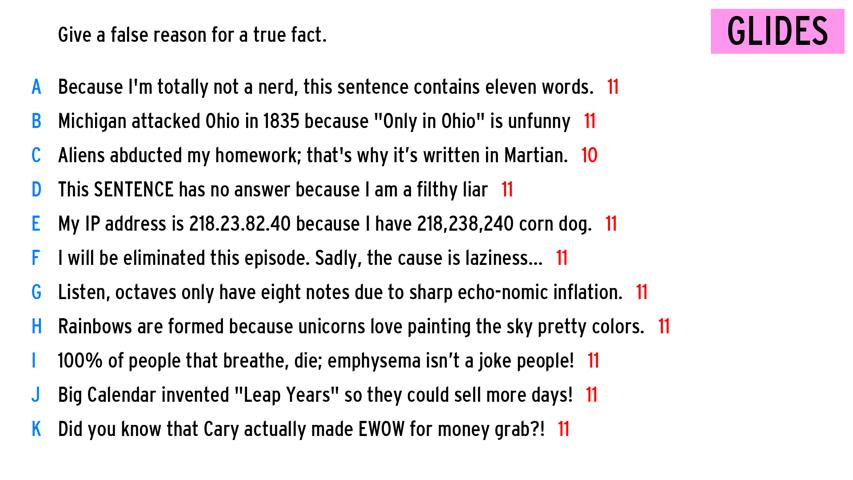 Give a false reason for a true fact.
GLIDES
A Because I'm totally not a nerd, this sentence contains eleven words. 11
B Michigan attacked Ohio in 1835 because "Only in Ohio" is unfunny 11
C Aliens abducted my homework; that's why it’s written in Martian. 10
D This SENTENCE has no answer because I am a filthy liar 11
E My IP address is 218.23.82.40 because I have 218,238,240 corn dog. 11
F I will be eliminated this episode. Sadly, the cause is laziness... 11
G Listen, octaves only have eight notes due to sharp echo-nomic inflation. 11
H Rainbows are formed because unicorns love painting the sky pretty colors. 11
I 100% of people that breathe, die; emphysema isn’t a joke people! 11
J Big Calendar invented "Leap Years" so they could sell more days! 11
K Did you know that Cary actually made EWOW for money grab?! 11